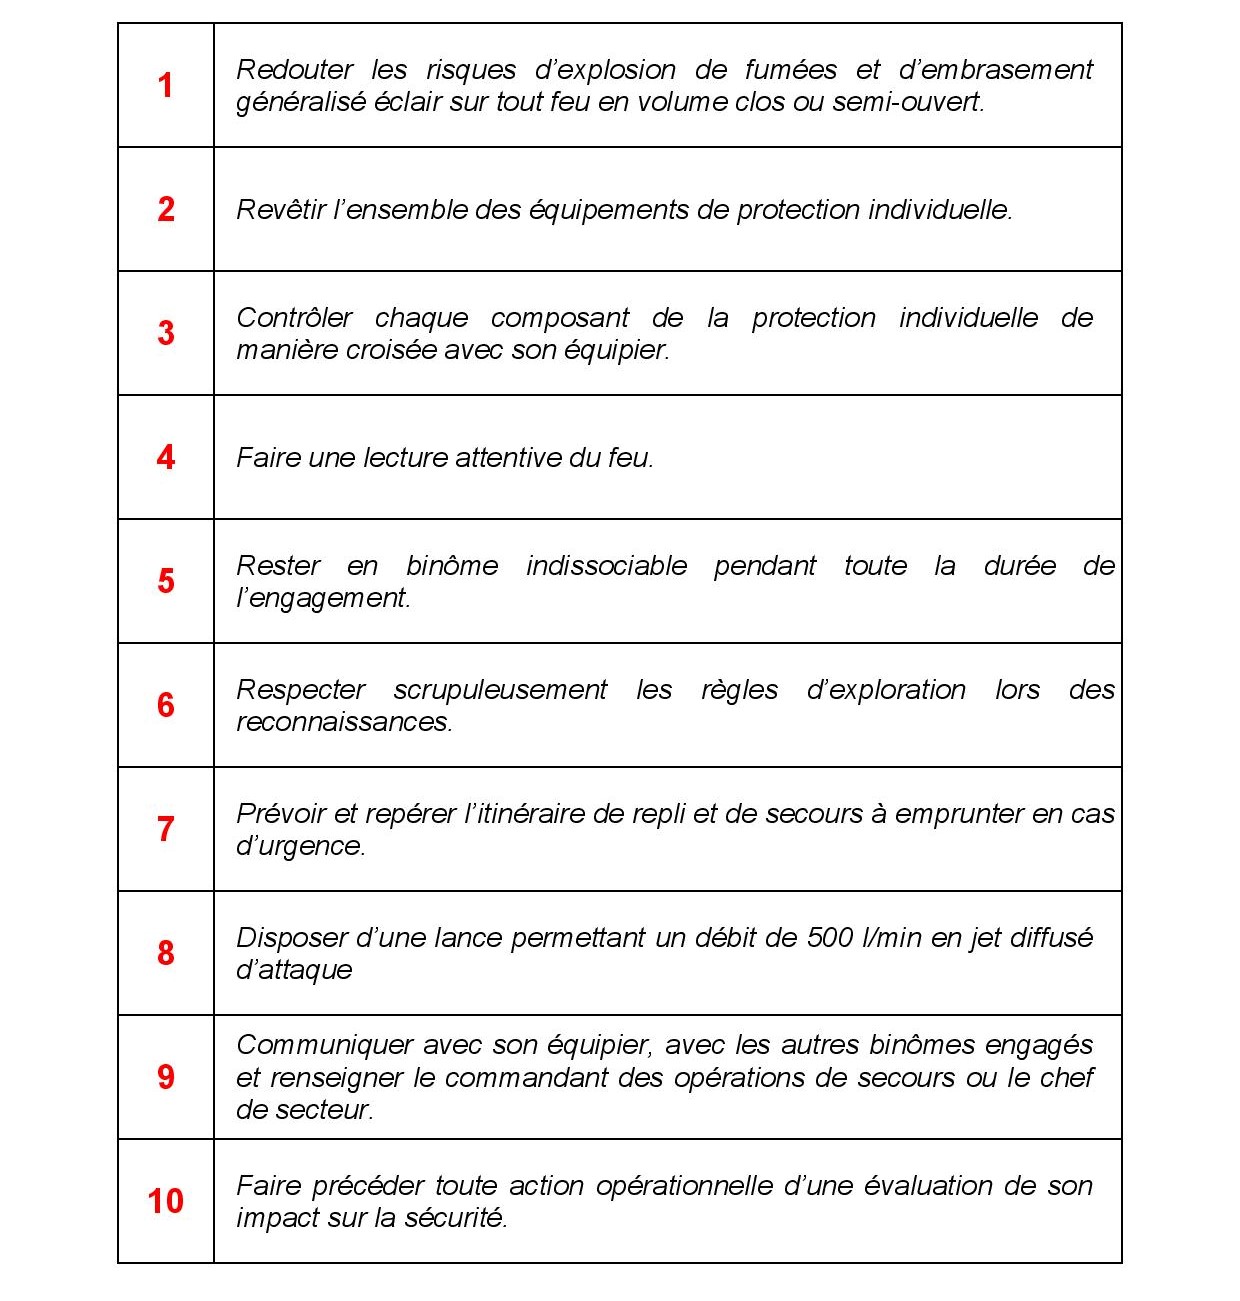 1
Redouter les risques d’explosion de fumées et d’embrasement
généralisé éclair sur tout feu en volume clos ou semi-ouvert.
2
Revêtir l’ensemble des équipements de protection individuelle.
3
Contrôler chaque composant de la protection individuelle de
manière croisée avec son équipier.
4
Faire une lecture attentive du feu.
5
Rester en binôme indissociable pendant toute la durée de
l’engagement.
6
Respecter scrupuleusement les règles d’exploration lors des
reconnaissances.
7
Prévoir et repérer l’itinéraire de repli et de secours à emprunter en cas
d’urgence.
8
Disposer d’une lance permettant un débit de 500 l/min en jet diffusé
d’attaque
9
Communiquer avec son équipier, avec les autres binômes engagés
et renseigner le commandant des opérations de secours ou le chef
de secteur.
10
Faire précéder toute action opérationnelle d’une évaluation de son
impact sur la sécurité.